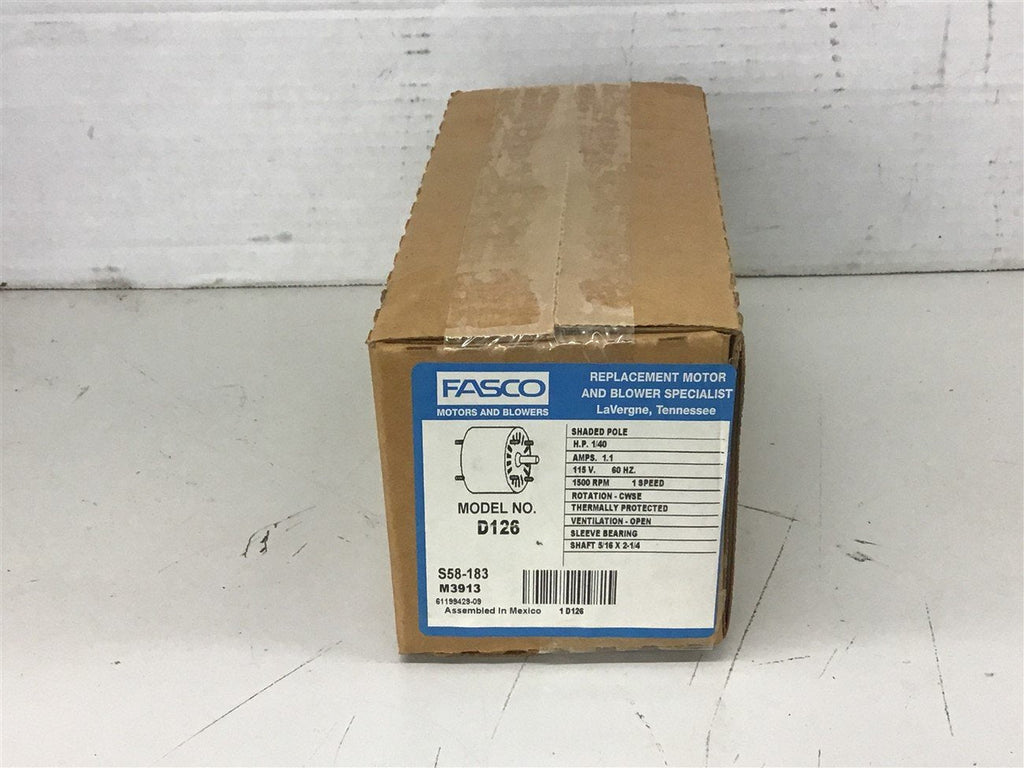 FASCO
MOTORS AND BLOWERS
REPLACEMENT MOTOR
AND BLOWER SPECIALIST
LaVergne, Tennessee
SHADED POLE
H.P. 1/40
AMPS. 1.1
115 V. 60 HZ.
1500 RPM 1 SPEED
ROTATION - CWSE
THERMALLY PROTECTED
VENTILATION - OPEN
SLEEVE BEARING
SHAFT 5/16 X 2-1/4
MODEL NO.
D126
S58-183
M3913
61199429-09
Assembled In Mexico 1 D126